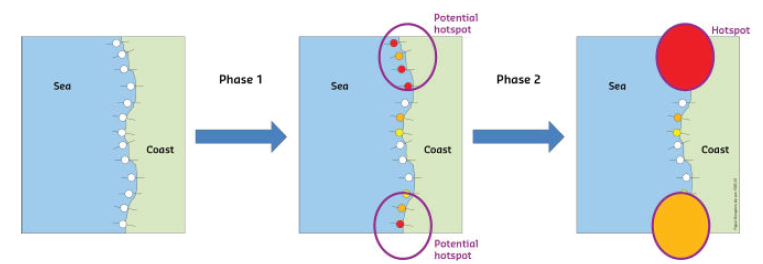 Potential
hotspot
Hotspot
Phase 1
Phase 2
Sea
Sea
Sea
Coast
Coast
Coast
Potential
hotspot